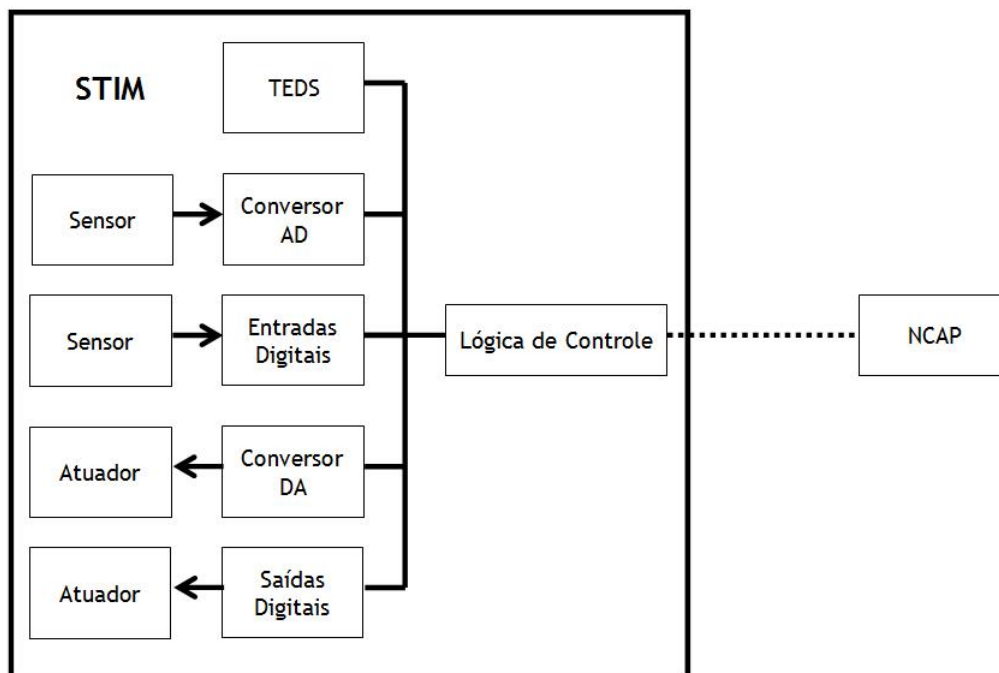 STIM
TEDS
Sensor
Conversor
AD
Sensor
Entradas
Digitais
Lógica de Controle
NCAP
Atuador
Conversor
DA
Atuador
Saídas
Digitais